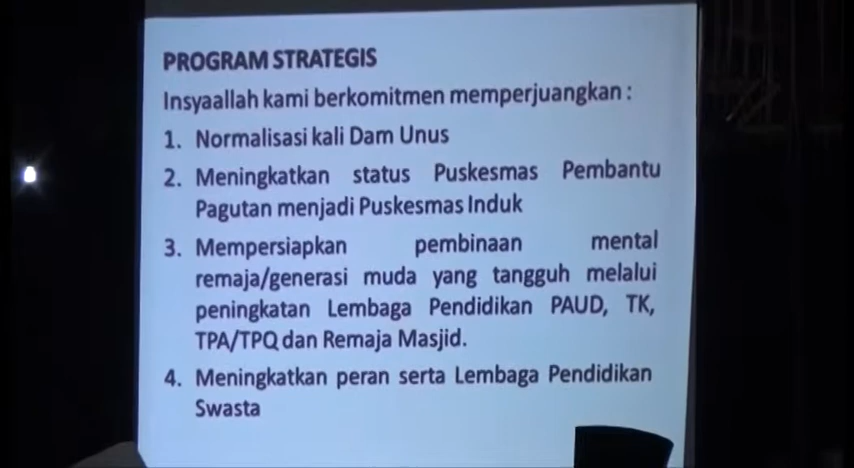 PROGRAM STRATEGIS
Insyaallah kami berkomitmen memperjuangkan :
1. Normalisasi kali Dam Unus
2. Meningkatkan status Puskesmas Pembantu
Pagutan menjadi Puskesmas Induk
3. Mempersiapkan pembinaan mental
remaja/generasi muda yang tangguh melalui
peningkatan Lembaga Pendidikan PAUD, TK,
TPA/TPQ dan Remaja Masjid.
4. Meningkatkan peran serta Lembaga Pendidikan
Swasta